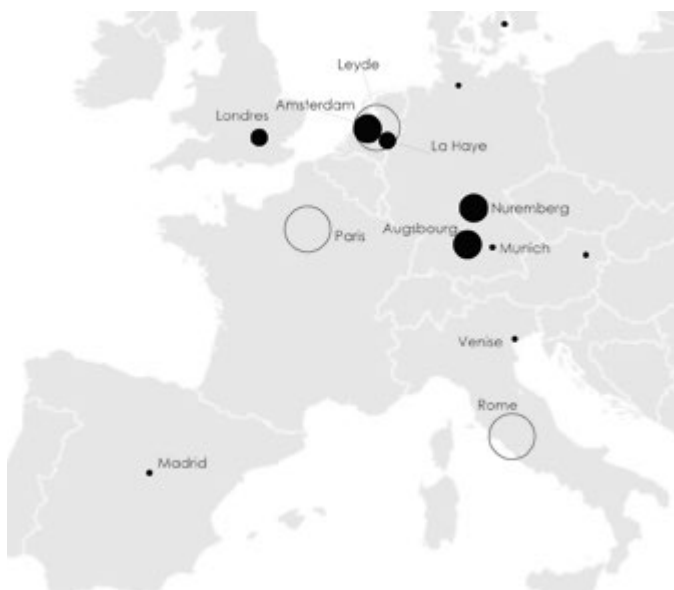 Leyde
Amsterdam
Londres
La Haye
Nuremberg
Augsbourg
Paris
Munich
Venise
Rome
Madrid